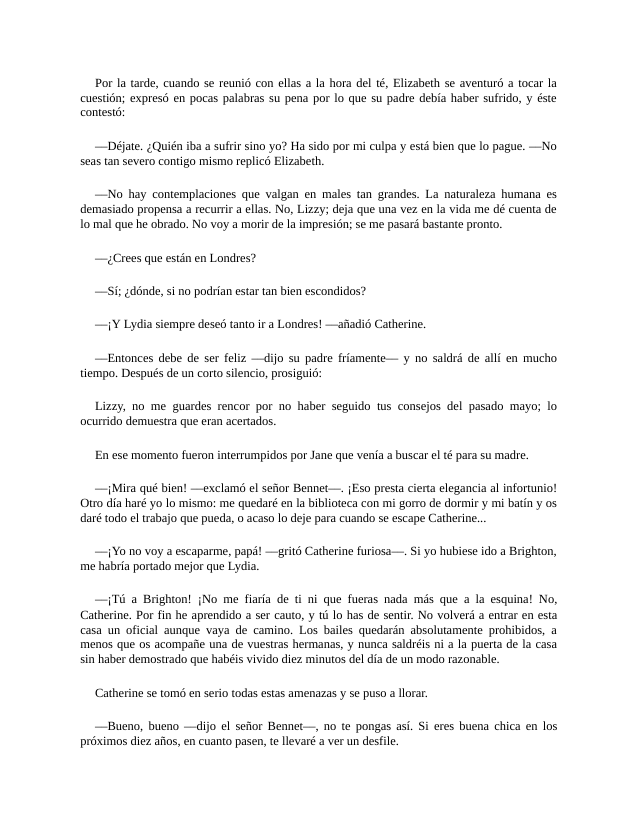 Por la tarde, cuando se reunió con ellas a la hora del té, Elizabeth se aventuró a tocar la
cuestión; expresó en pocas palabras su pena por lo que su padre debía haber sufrido, y éste
contestó:
—Déjate. ¿Quién iba a sufrir sino yo? Ha sido por mi culpa y está bien que lo pague. —No
seas tan severo contigo mismo replicó Elizabeth.
—No hay contemplaciones que valgan en males tan grandes. La naturaleza humana es
demasiado propensa a recurrir a ellas. No, Lizzy; deja que una vez en la vida me dé cuenta de
lo mal que he obrado. No voy a morir de la impresión; se me pasará bastante pronto.
—¿Crees que están en Londres?
—Sí; ¿dónde, si no podrían estar tan bien escondidos?
—¡Y Lydia siempre deseó tanto ir a Londres! —añadió Catherine.
—Entonces debe de ser feliz —dijo su padre fríamente— y no saldrá de allí en mucho
tiempo. Después de un corto silencio, prosiguió:
Lizzy, no me guardes rencor por no haber seguido tus consejos del pasado mayo; lo
ocurrido demuestra que eran acertados.
En ese momento fueron interrumpidos por Jane que venía a buscar el té para su madre.
—¡Mira qué bien! —exclamó el señor Bennet—. ¡Eso presta cierta elegancia al infortunio!
Otro día haré yo lo mismo: me quedaré en la biblioteca con mi gorro de dormir y mi batín y os
daré todo el trabajo que pueda, o acaso lo deje para cuando se escape Catherine...
—¡Yo no voy a escaparme, papá! —gritó Catherine furiosa—. Si yo hubiese ido a Brighton,
me habría portado mejor que Lydia.
—¡Tú a Brighton! ¡No me fiaría de ti ni que fueras nada más que a la esquina! No,
Catherine. Por fin he aprendido a ser cauto, y tú lo has de sentir. No volverá a entrar en esta
casa un oficial aunque vaya de camino. Los bailes quedarán absolutamente prohibidos, a
menos que os acompañe una de vuestras hermanas, y nunca saldréis ni a la puerta de la casa
sin haber demostrado que habéis vivido diez minutos del día de un modo razonable.
Catherine se tomó en serio todas estas amenazas y se puso a llorar.
—Bueno, bueno —dijo el señor Bennet—, no te pongas así. Si eres buena chica en los
próximos diez años, en cuanto pasen, te llevaré a ver un desfile.